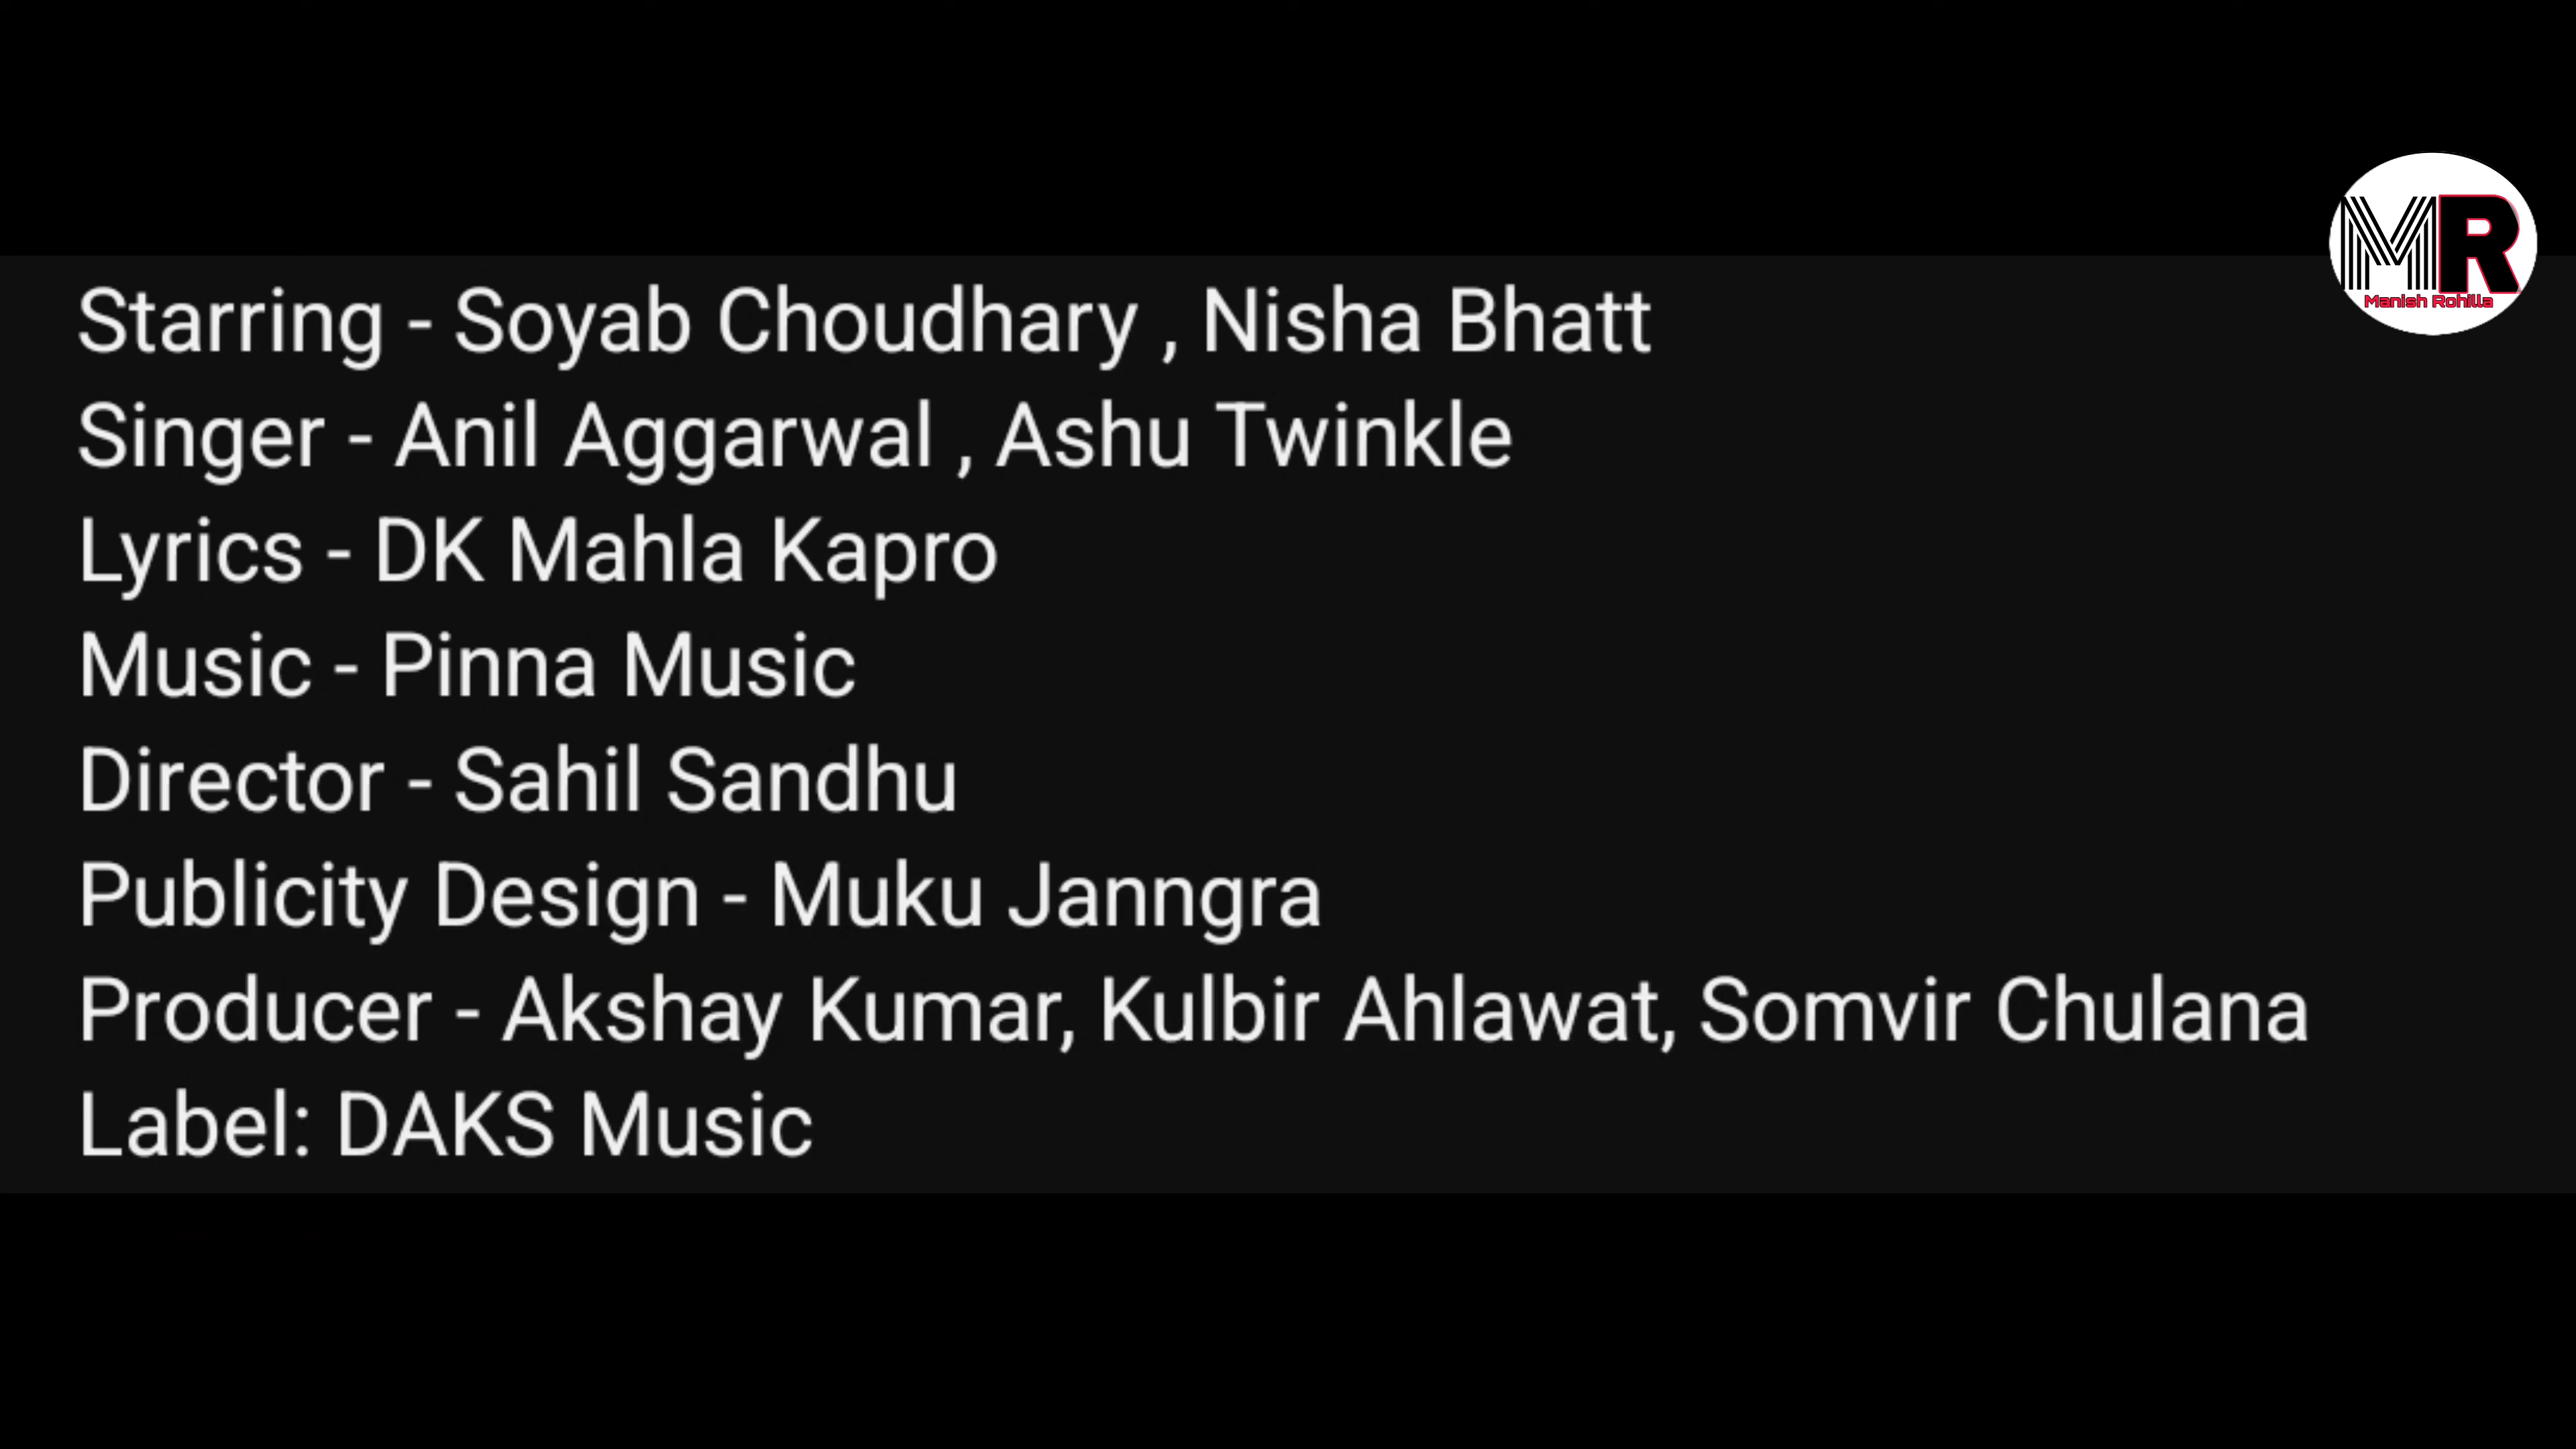 MR
Manish Rohilla
Starring - Soyab Choudhary , Nisha Bhatt
Singer - Anil Aggarwal , Ashu Twinkle
Lyrics - DK Mahla Kapro
Music - Pinna Music
Director - Sahil Sandhu
Publicity Design - Muku Janngra
Producer - Akshay Kumar, Kulbir Ahlawat, Somvir Chulana
Label: DAKS Music